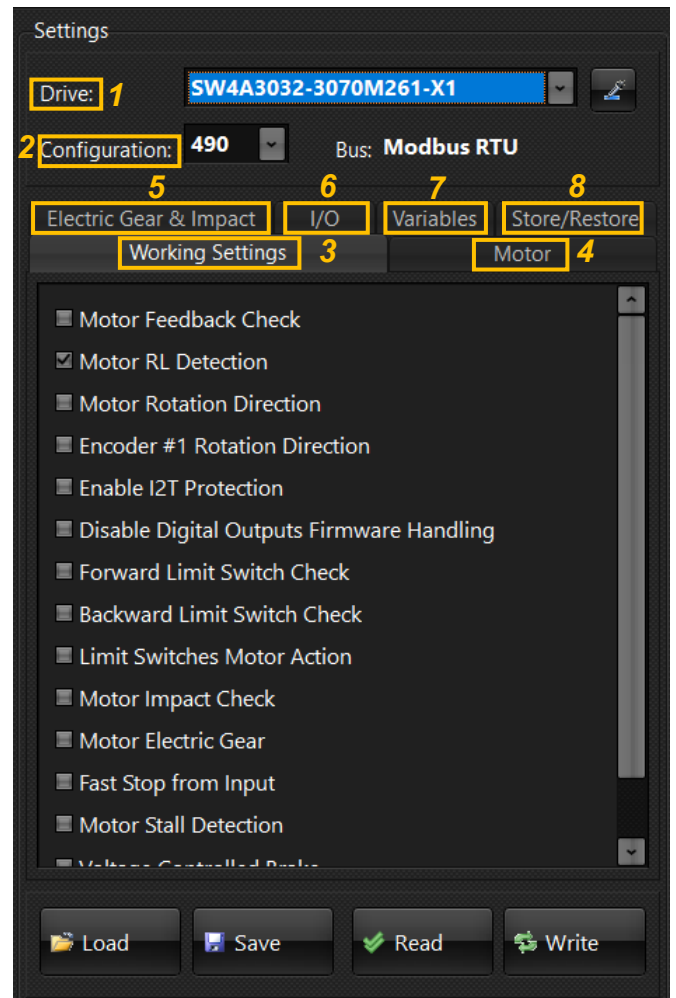 Settings
Drive: 1 SW4A3032-3070M261-X1
2 Configuration: 490 Bus: Modbus RTU
5 6 7 8
Electric Gear & Impact I/O Variables Store/Restore
Working Settings 3 Motor 4
Motor Feedback Check
Motor RL Detection
Motor Rotation Direction
Encoder #1 Rotation Direction
Enable I2T Protection
Disable Digital Outputs Firmware Handling
Forward Limit Switch Check
Backward Limit Switch Check
Limit Switches Motor Action
Motor Impact Check
Motor Electric Gear
Fast Stop from Input
Motor Stall Detection
Voltage Controlled Brake
Load Save Read Write